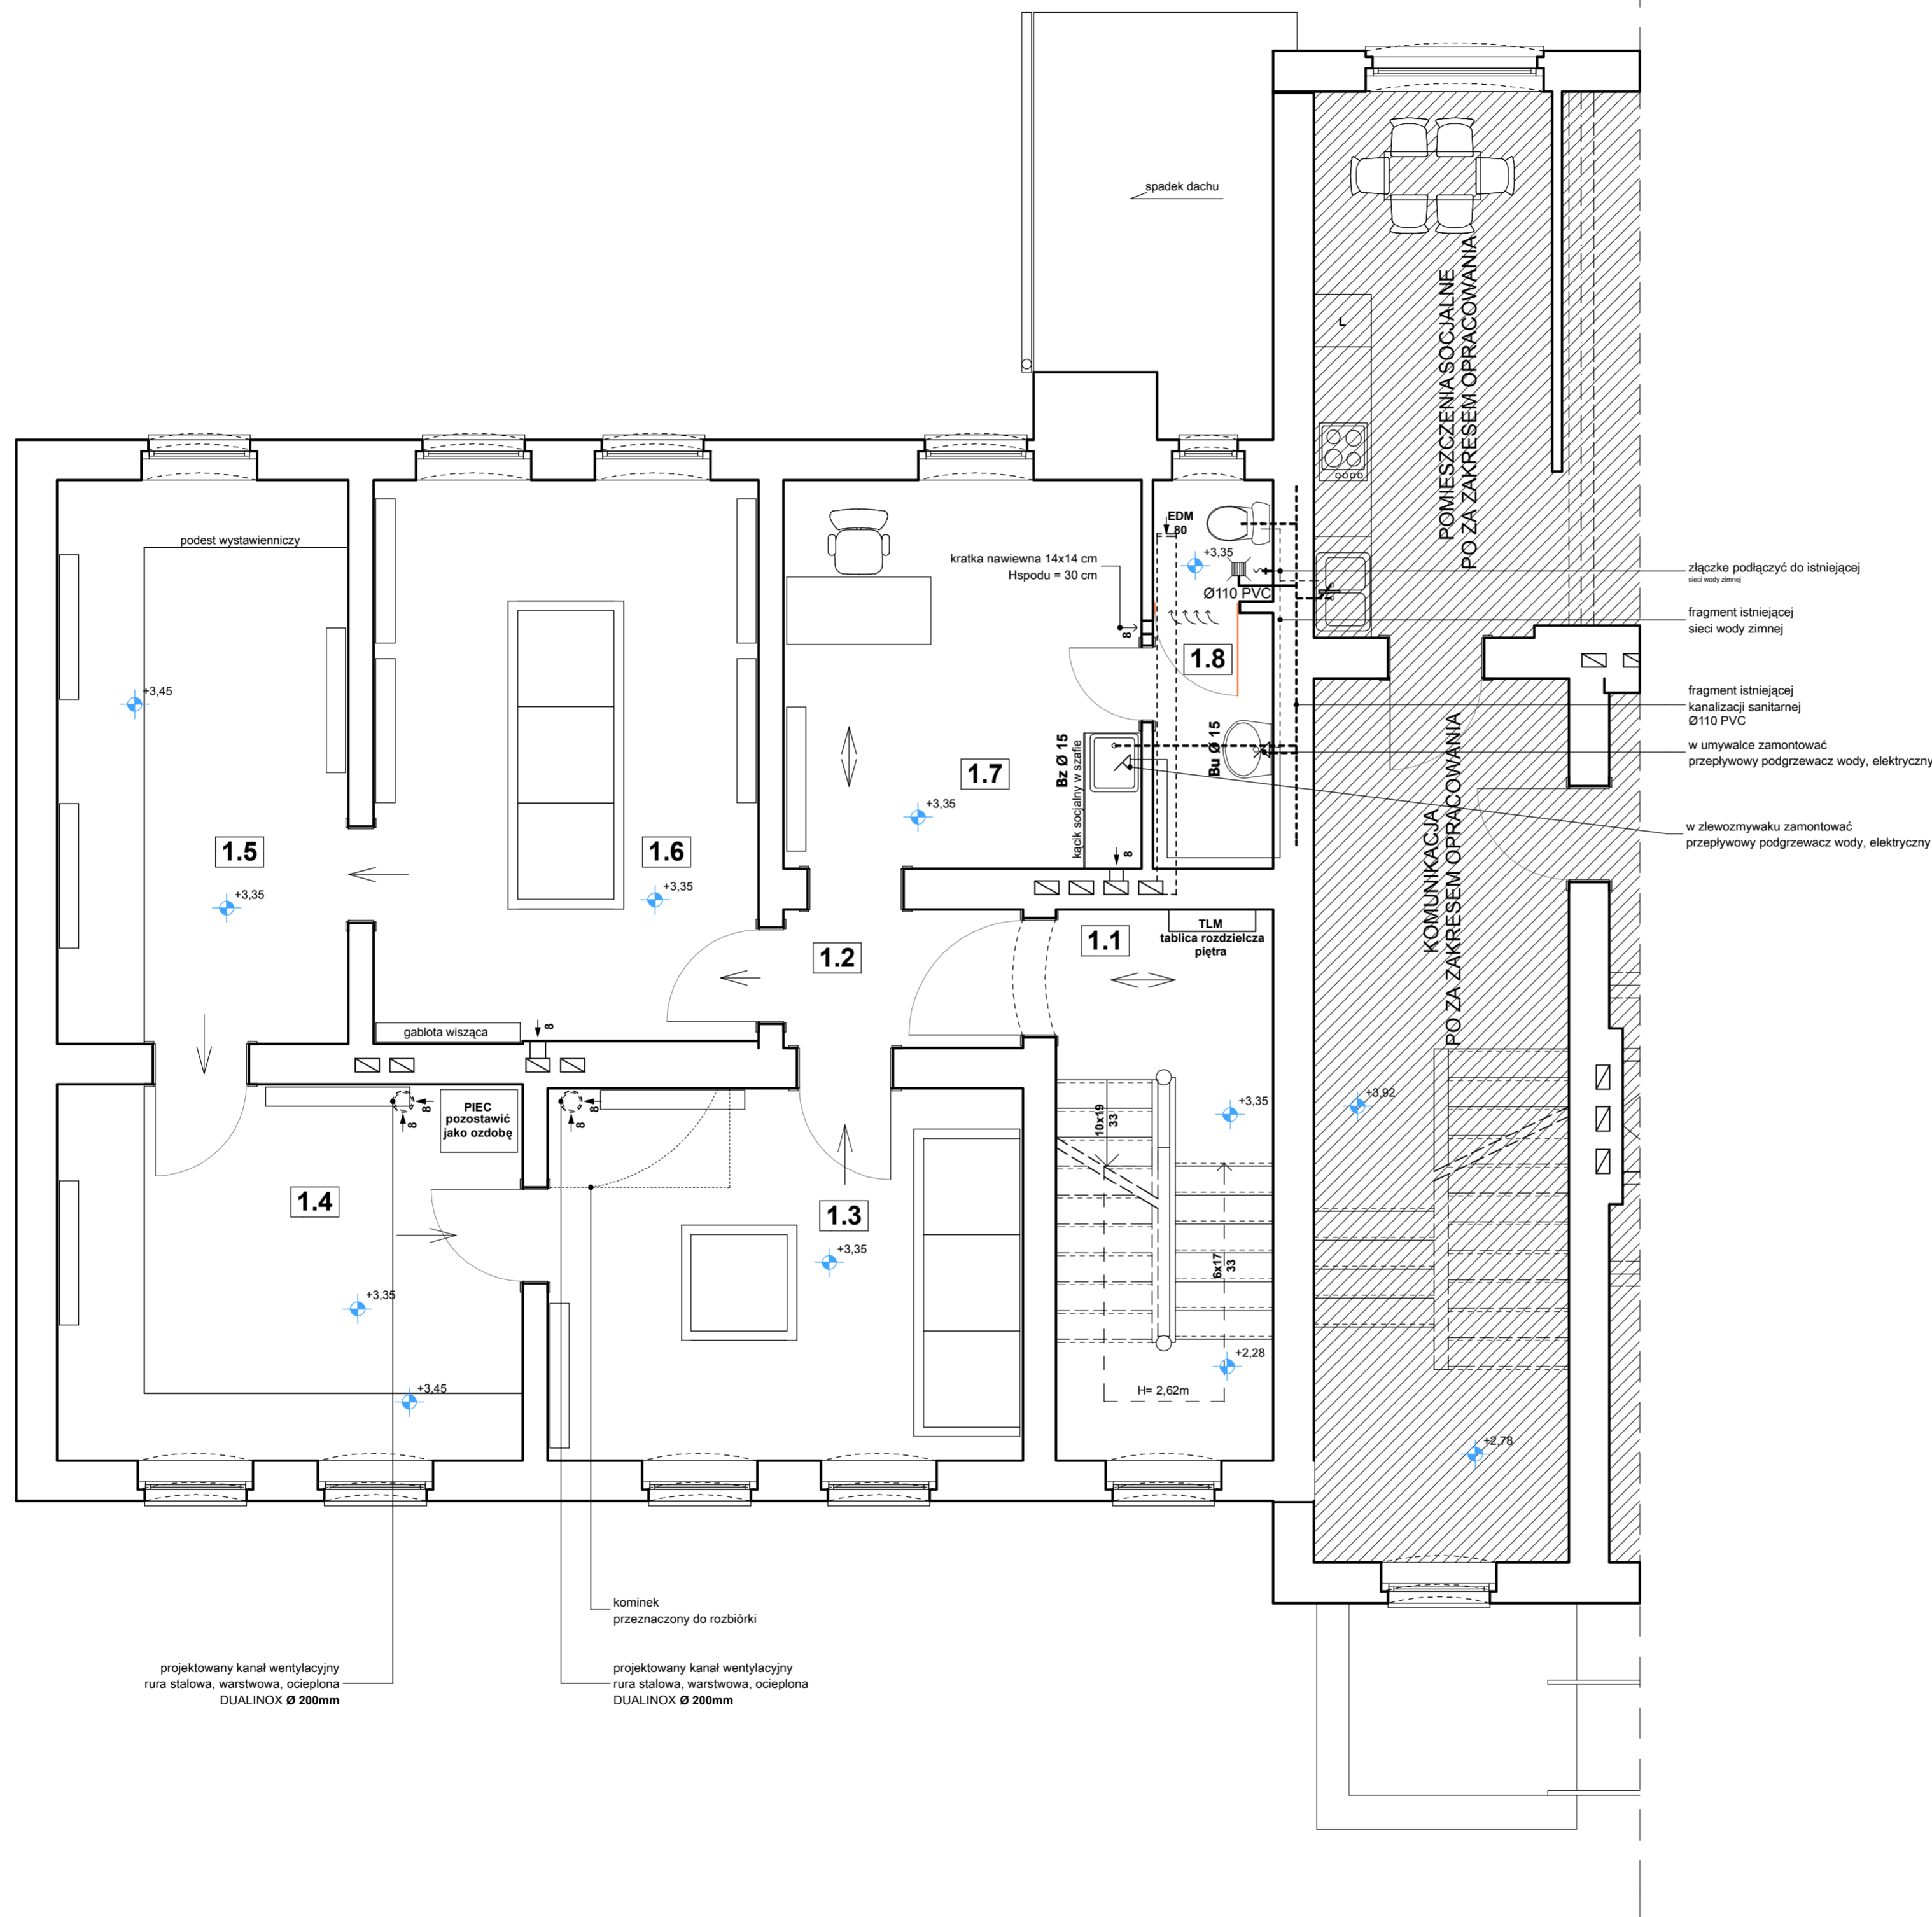 spadek dachu
POMIESZCZENIA SOCJALNE
PO ZA ZAKRESEM OPRACOWANIA
L
podest wystawienniczy
kratka nawiewna 14x14 cm
Hspodu = 30 cm
8
EDM
80
+3,35
Ø110 PVC
złączke podłączyć do istniejącej
sieci wody zimnej
fragment istniejącej
sieci wody zimnej
fragment istniejącej
kanalizacji sanitarnej
Ø110 PVC
w umywalce zamontować
przepływowy podgrzewacz wody, elektryczny
w zlewozmywaku zamontować
przepływowy podgrzewacz wody, elektryczny
1.8
+3,45
1.7
Bz Ø 15
kącik socjalny w szafie
Bu Ø 15
+3,35
8
1.5
+3,35
1.6
+3,35
KOMUNIKACJA
PO ZA ZAKRESEM OPRACOWANIA
1.2
1.1
TLM
tablica rozdzielcza
piętra
gablota wisząca
8
PIEC
pozostawić
jako ozdobę
8
8
8
8
10x19
33
+3,35
+3,92
1.4
1.3
+3,35
+3,35
6x17
33
+2,28
H= 2,62m
+3,45
+2,78
kominek
przeznaczony do rozbiórki
projektowany kanał wentylacyjny
rura stalowa, warstwowa, ocieplona
DUALINOX Ø 200mm
projektowany kanał wentylacyjny
rura stalowa, warstwowa, ocieplona
DUALINOX Ø 200mm